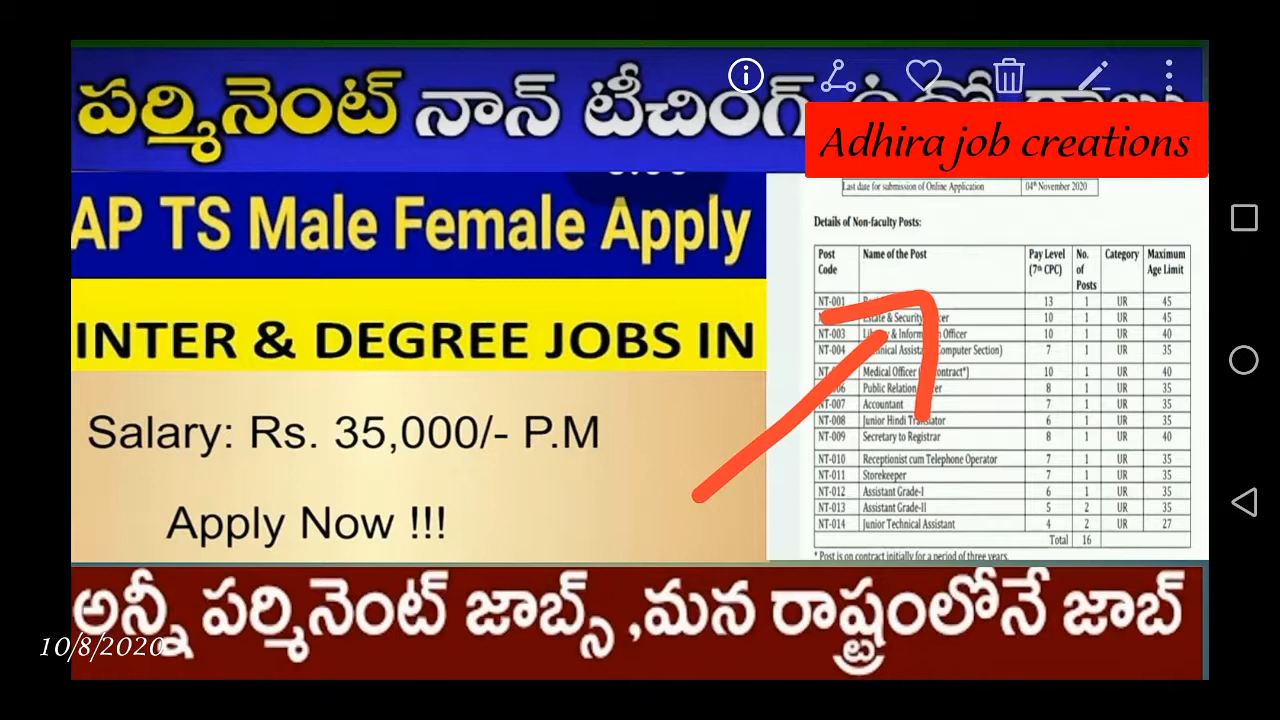 పర్మినెంట్ నాన్ టీచింగ్
Adhira job creations
AP TS Male Female Apply
INTER & DEGREE JOBS IN
Salary: Rs. 35,000/- P.M
Apply Now !!!
Last date for submission of Online Application 04th November 2020
Details of Non-faculty Posts:
Post Code Name of the Post Pay Level (7th CPC) No. of Posts Category Maximum Age Limit
NT-001 13 1 UR 45
Estate & Security 10 1 UR 45
NT-003 & Officer 10 1 UR 40
NT-004 Computer Section) 7 1 UR 35
Medical Officer 10 1 UR 40
Public Relation 8 1 UR 35
NT-007 Accountant 7 1 UR 35
NT-008 Junior Hindi 6 1 UR 35
NT-009 Secretary to Registrar 8 1 UR 40
NT-010 Receptionist cum Telephone Operator 7 1 UR 35
NT-011 Storekeeper 7 1 UR 35
NT-012 Assistant Grade-I 6 1 UR 35
NT-013 Assistant Grade-II 5 2 UR 35
NT-014 Junior Technical Assistant 4 2 UR 27
Total 16
* Post is on contract initially for a period of three years.
అన్నీ పర్మినెంట్ జాబ్స్ ,మన రాష్ట్రంలోనే జాబ్
10/8/2020